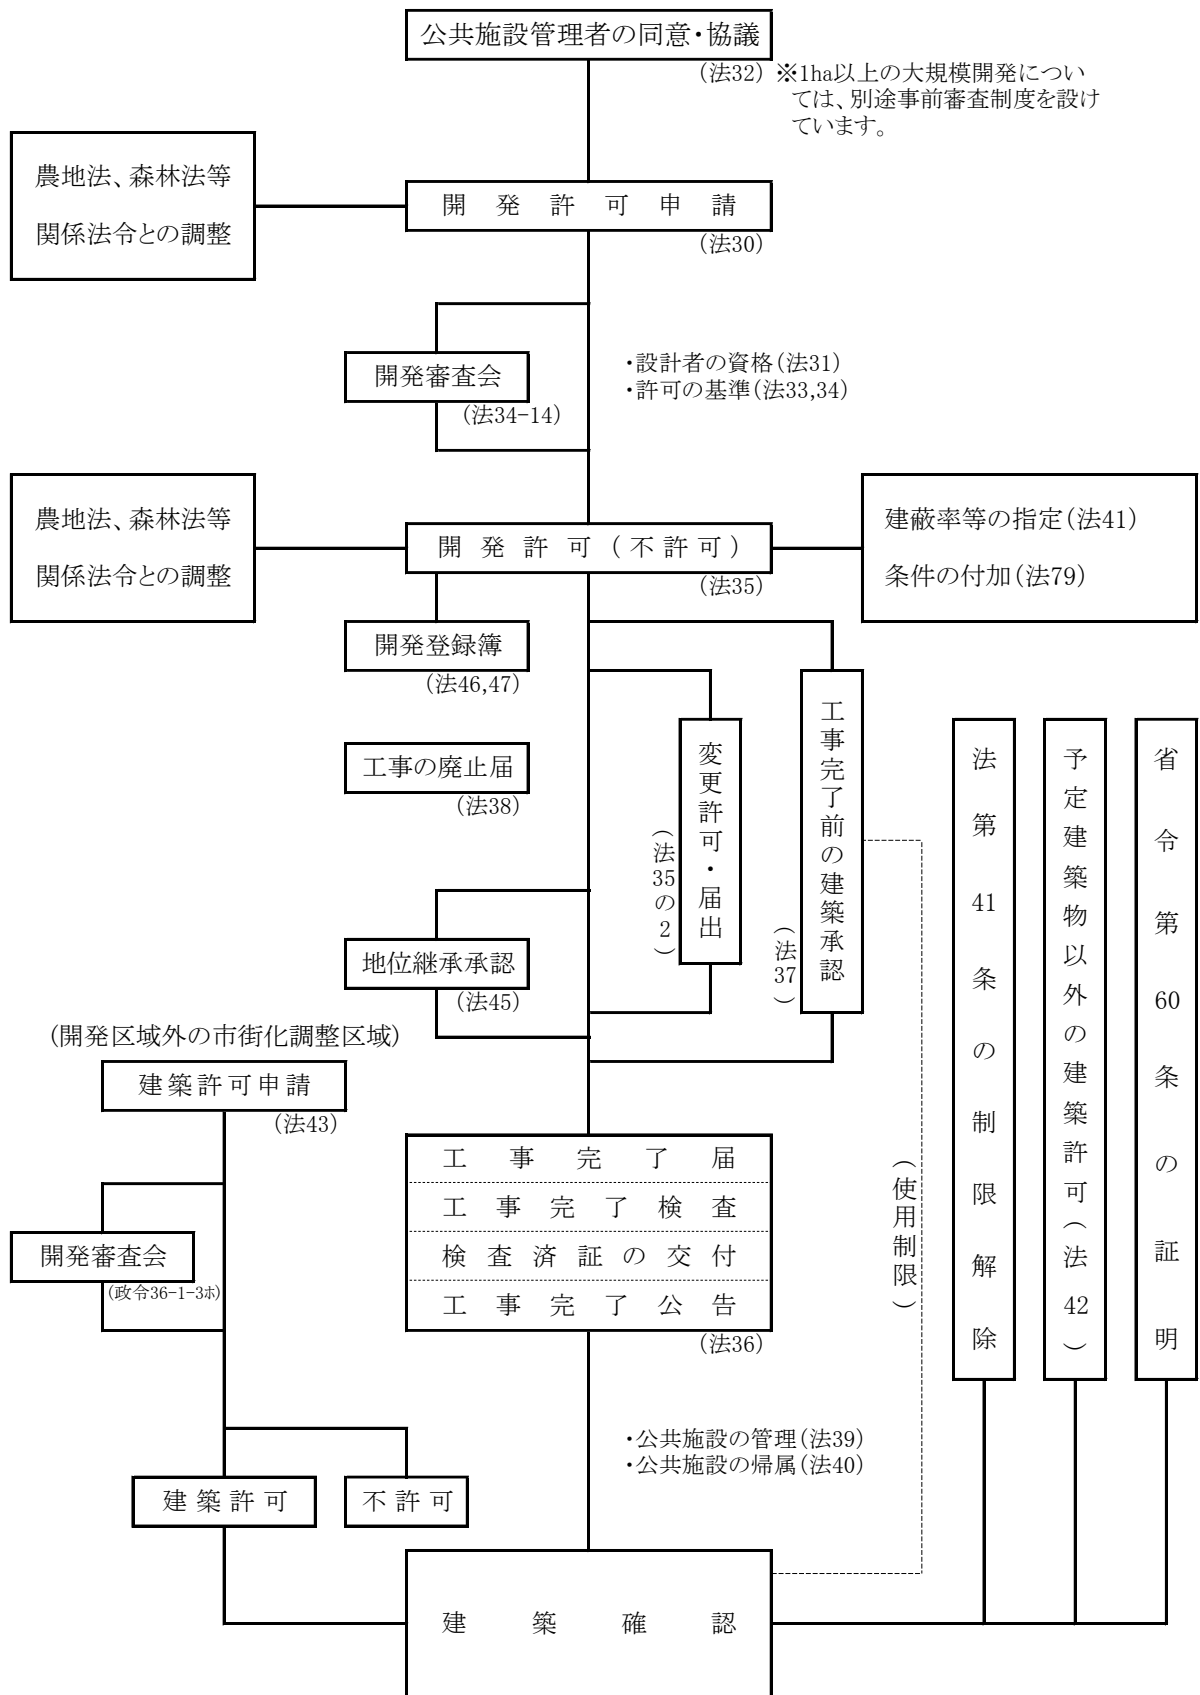 公共施設管理者の同意・協議
(法32)
※1ha以上の大規模開発につい
ては、別途事前審査制度を設け
ています。
農地法、森林法等
関係法令との調整
開発許可申請
(法30)
開発審査会
(法34-14)
・設計者の資格(法31)
・許可の基準(法33,34)
農地法、森林法等
関係法令との調整
開発許可(不許可)
(法35)
建蔽率等の指定(法41)
条件の付加(法79)
開発登録簿
(法46,47)
工事の廃止届
(法38)
変更許可・届出
(法35の2)
工事完了前の建築承認
(法37)
法第41条の制限解除
予定建築物以外の建築許可(法42)
省令第60条の証明
地位継承承認
(法45)
(開発区域外の市街化調整区域)
建築許可申請
(法43)
工事完了届
工事完了検査
検査済証の交付
工事完了公告
(法36)
(使用制限)
開発審査会
(政令36-1-3ホ)
・公共施設の管理(法39)
・公共施設の帰属(法40)
建築許可
不許可
建築確認